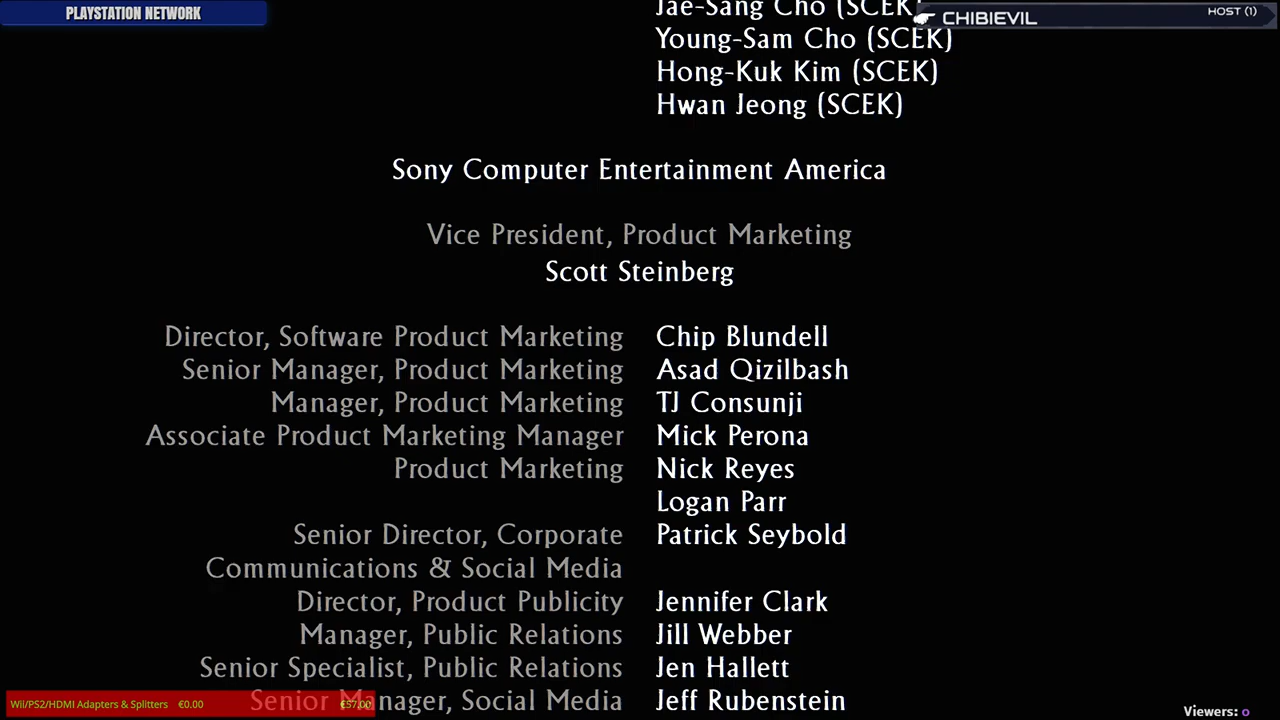 PLAYSTATION NETWORK
CHIBIEVIL
HOST (1)
Jae-Sang Cho (SCEK)
Young-Sam Cho (SCEK)
Hong-Kuk Kim (SCEK)
Hwan Jeong (SCEK)
Sony Computer Entertainment America
Vice President, Product Marketing
Scott Steinberg
Director, Software Product Marketing Chip Blundell
Senior Manager, Product Marketing Asad Qizilbash
Manager, Product Marketing TJ Consunji
Associate Product Marketing Manager Mick Perona
Product Marketing Nick Reyes
Logan Parr
Senior Director, Corporate Patrick Seybold
Communications & Social Media
Director, Product Publicity Jennifer Clark
Manager, Public Relations Jill Webber
Senior Specialist, Public Relations Jen Hallett
Senior Manager, Social Media Jeff Rubenstein
Wii/PS2/HDMI Adapters & Splitters €0.00 €57.00
Viewers: 0